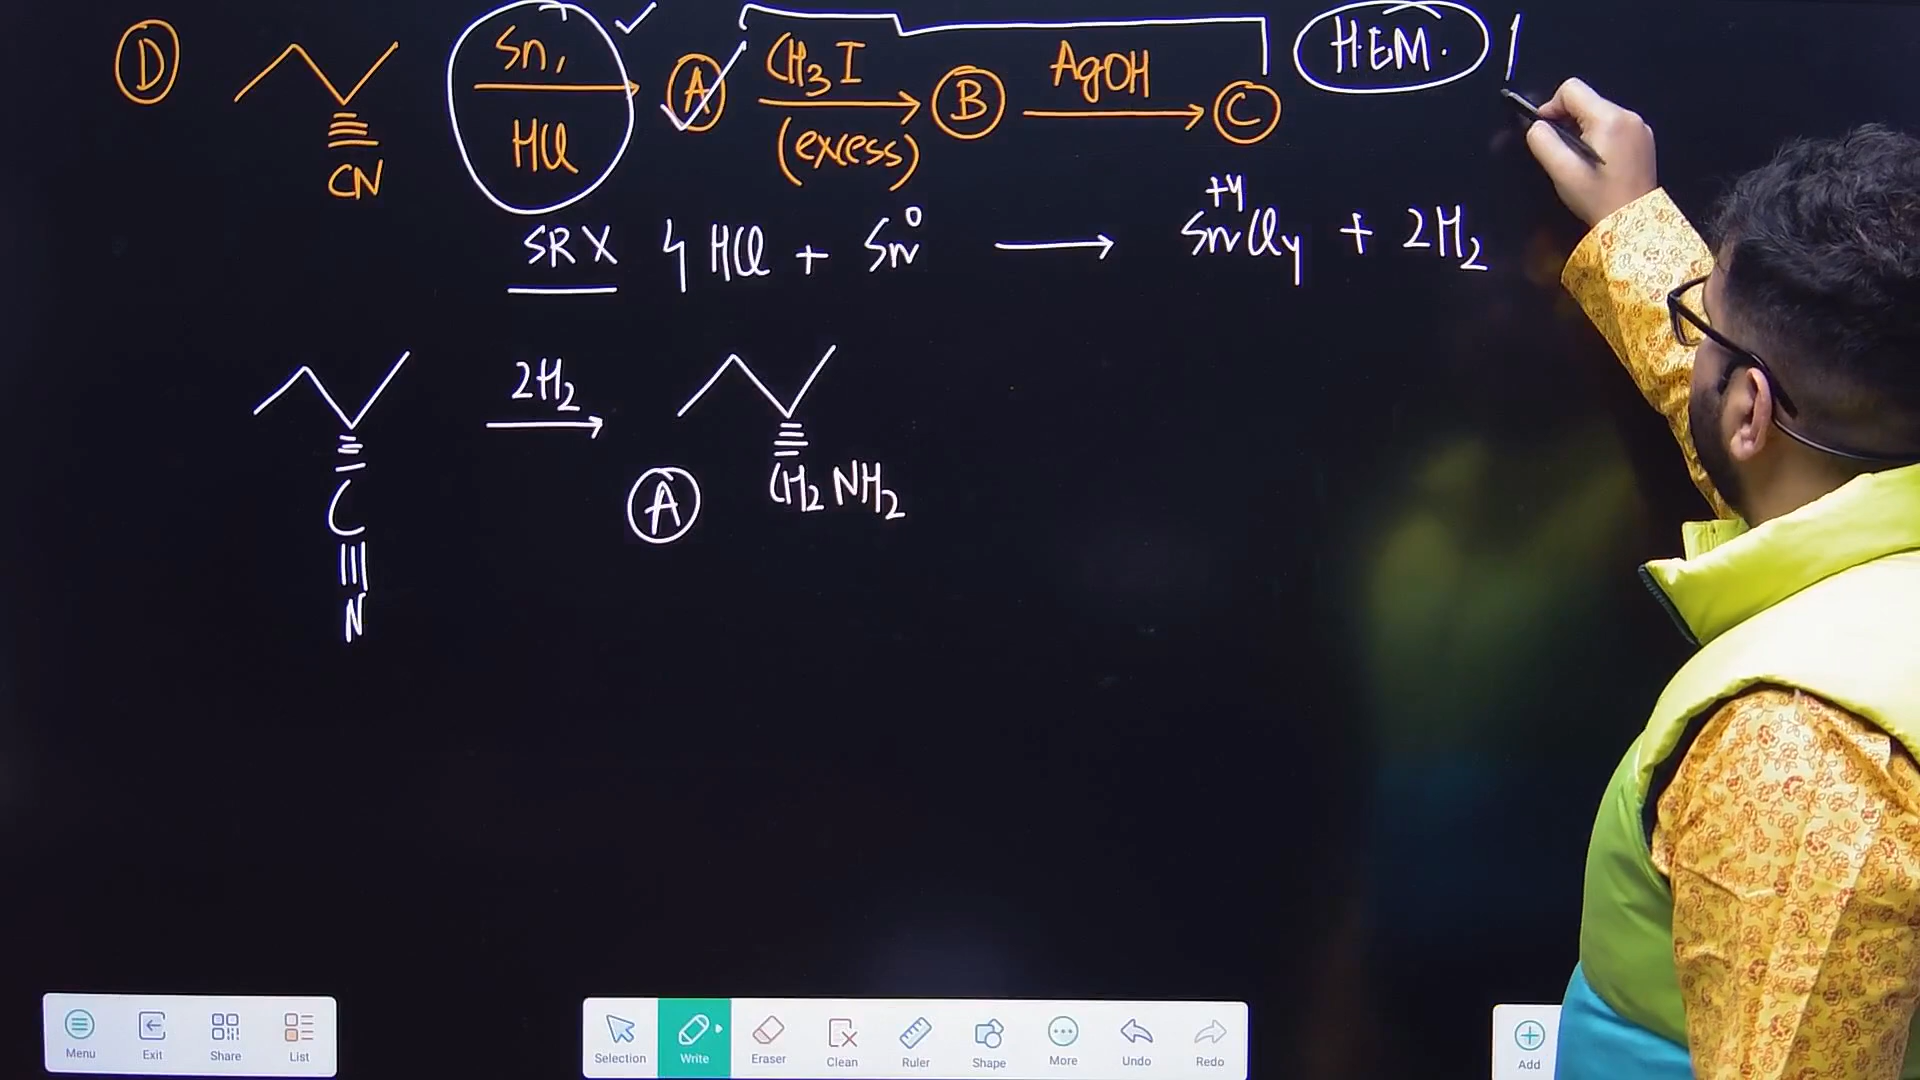 D CN Sn, HCl A CH3I (excess) B AgOH C H.E.M.
SRX 4 HCl + Sn0 → +4 SnCl4 + 2H2
C≡N 2H2 → A CH2NH2
Menu Exit Share List Selection Write Eraser Clean Ruler Shape More Undo Redo Add